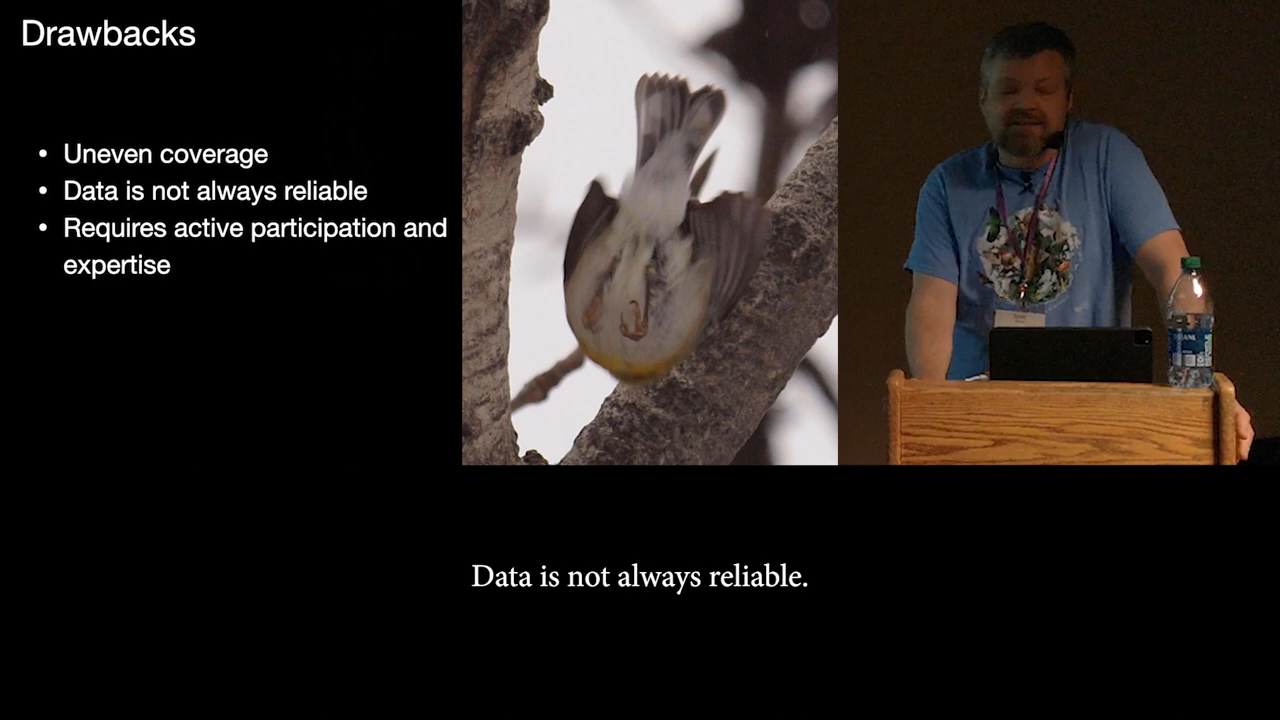 Drawbacks
• Uneven coverage
• Data is not always reliable
• Requires active participation and
expertise
Data is not always reliable.